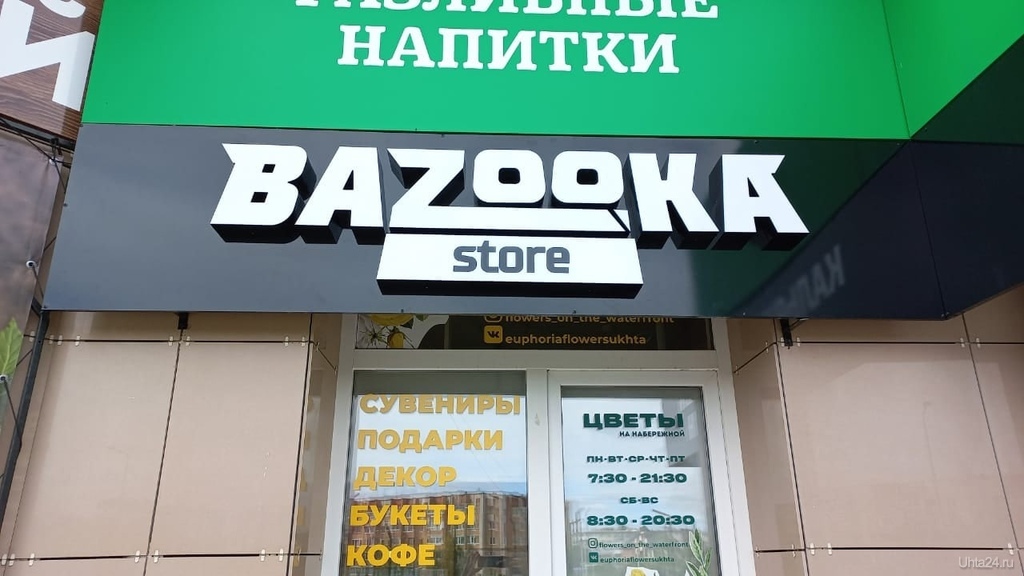 РАЗЛИВНЫЕ
НАПИТКИ
BAZOOKA
store
flowers_on_the_waterfront
euphoriaflowersukhta
СУВЕНИРЫ
ПОДАРКИ
ДЕКОР
БУКЕТЫ
КОФЕ
ЦВЕТЫ
НА НАБЕРЕЖНОЙ
ПН-ВТ-СР-ЧТ-ПТ
7:30 - 21:30
СБ-ВС
8:30 - 20:30
flowers_on_the_waterfront
euphoriaflowersukhta
Uhta24.ru